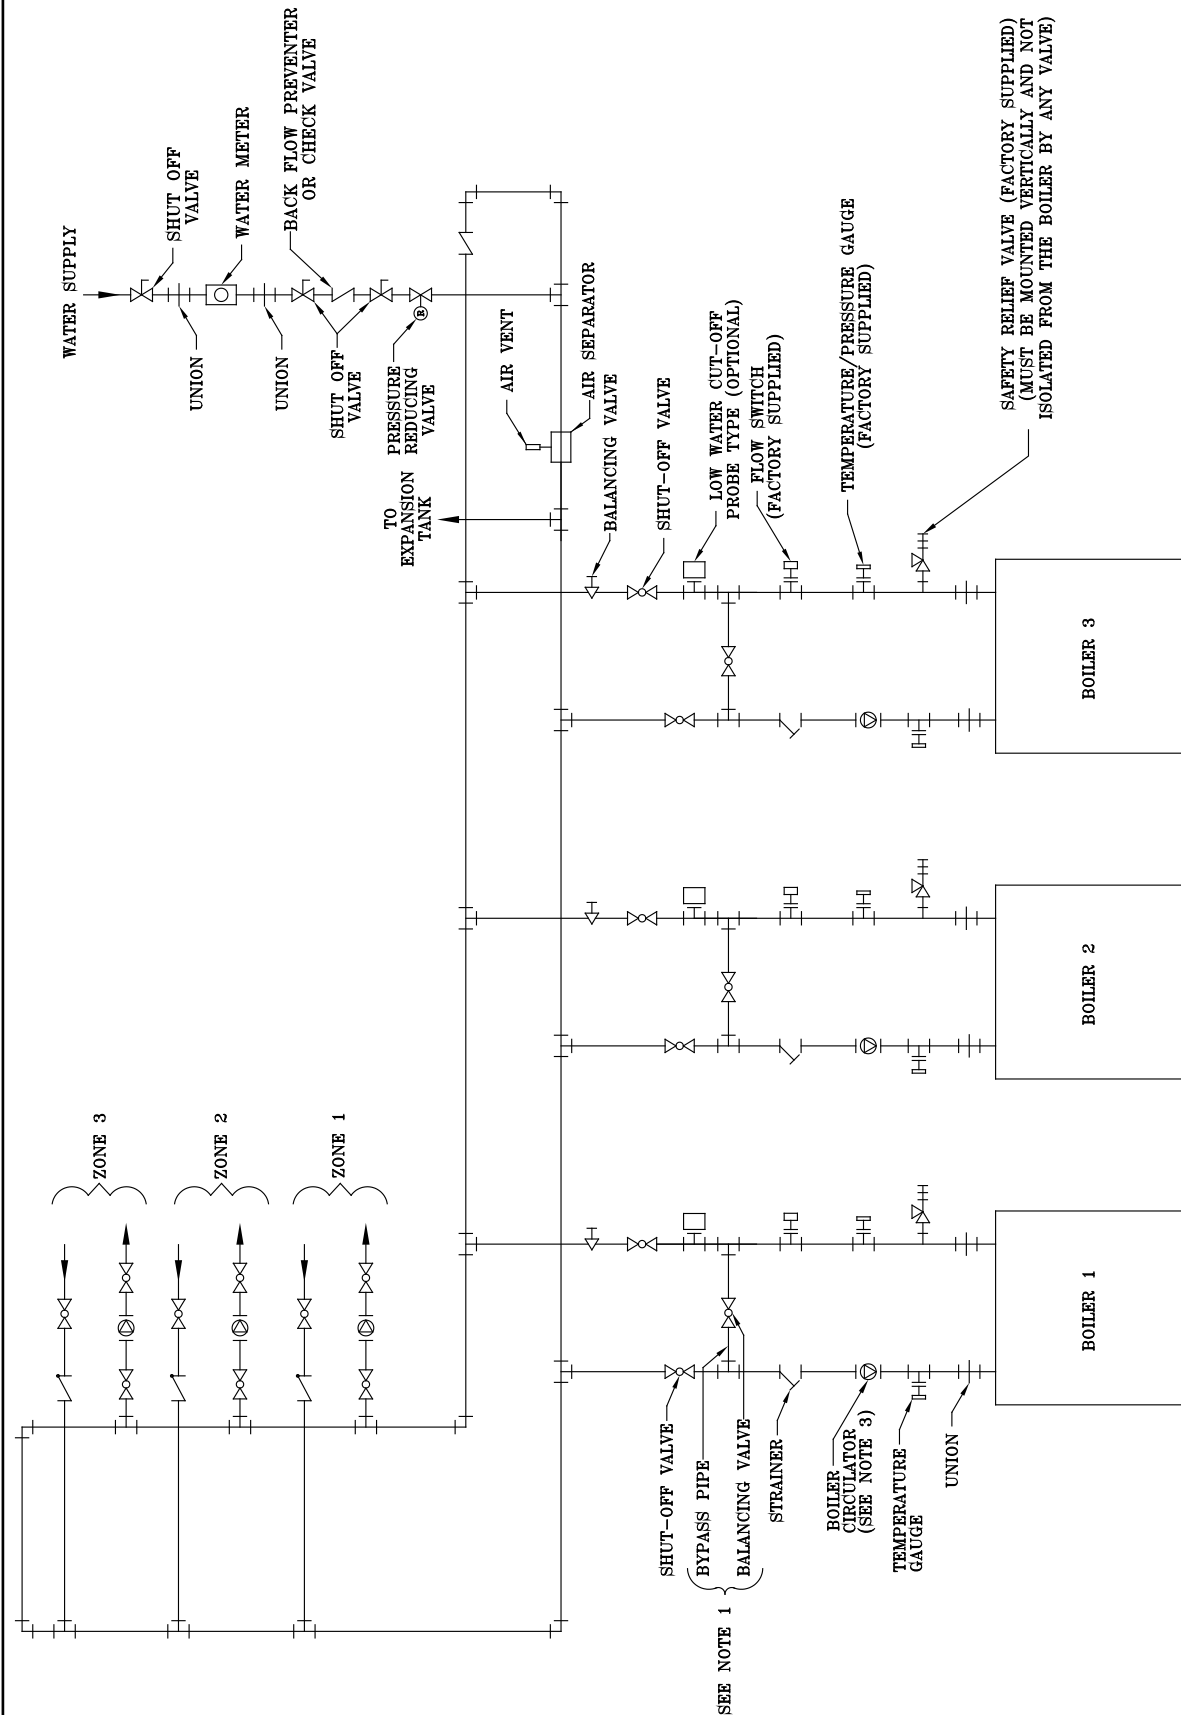 WATER SUPPLY
SHUT OFF
VALVE
UNION
WATER METER
UNION
BACK FLOW PREVENTER
OR CHECK VALVE
SHUT OFF
VALVE
PRESSURE
REDUCING
VALVE
R
AIR VENT
AIR SEPARATOR
TO
EXPANSION
TANK
BALANCING VALVE
SHUT-OFF VALVE
LOW WATER CUT-OFF
PROBE TYPE (OPTIONAL)
FLOW SWITCH
(FACTORY SUPPLIED)
TEMPERATURE/PRESSURE GAUGE
(FACTORY SUPPLIED)
SAFETY RELIEF VALVE (FACTORY SUPPLIED)
(MUST BE MOUNTED VERTICALLY AND NOT
ISOLATED FROM THE BOILER BY ANY VALVE)
ZONE 3
ZONE 2
ZONE 1
SHUT-OFF VALVE
BYPASS PIPE
BALANCING VALVE
SEE NOTE 1
STRAINER
BOILER
CIRCULATOR
(SEE NOTE 3)
TEMPERATURE
GAUGE
UNION
BOILER 1
BOILER 2
BOILER 3